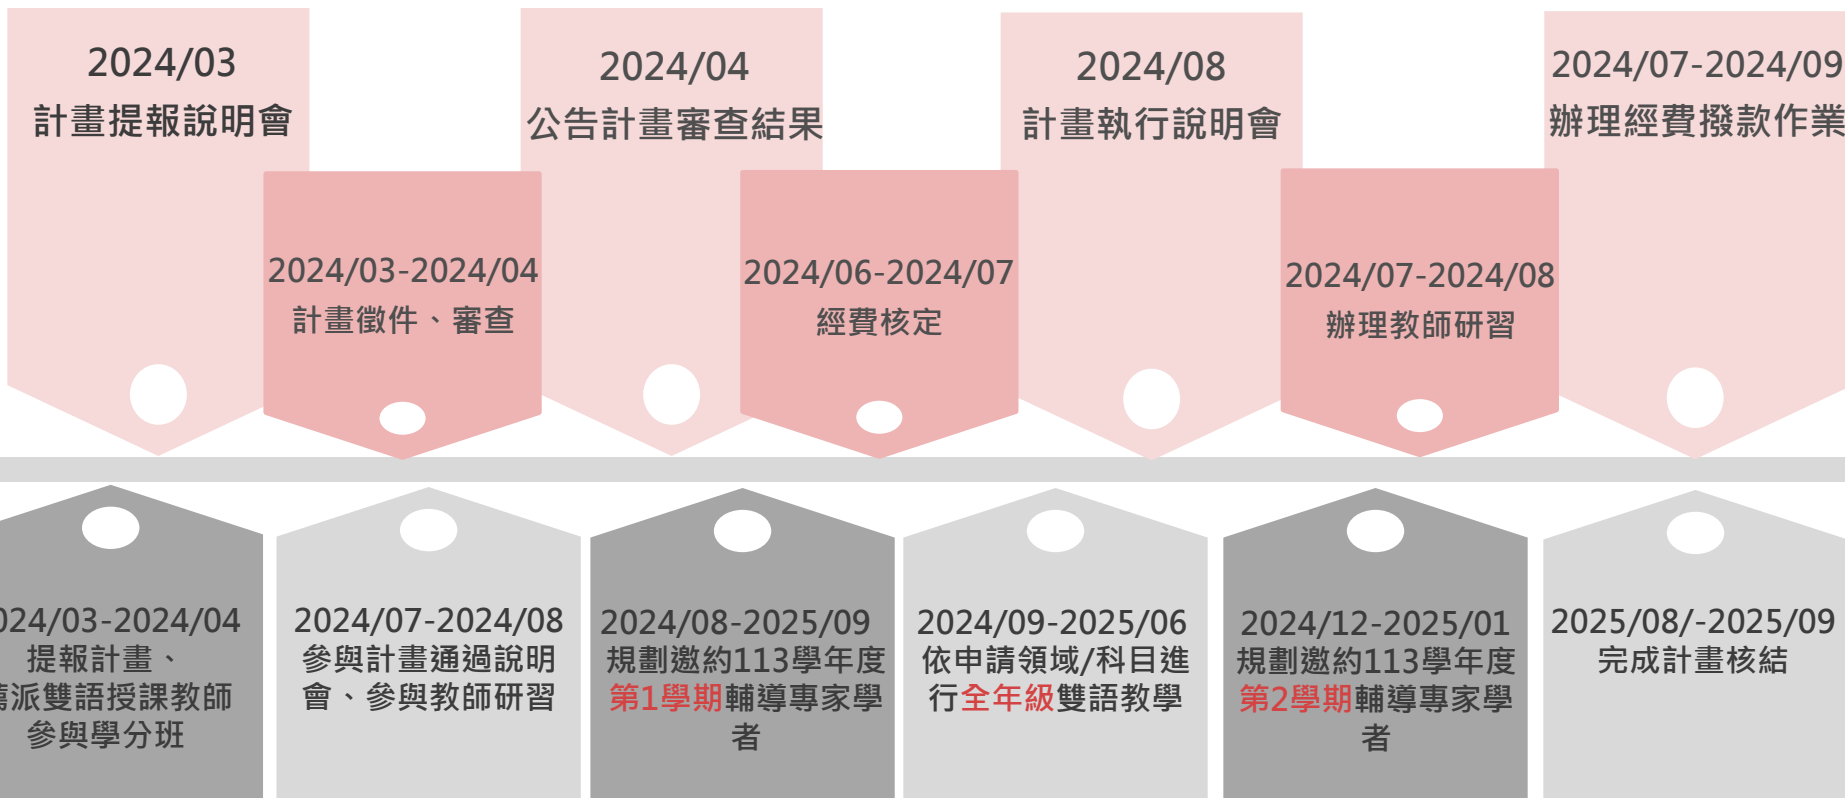 2024/03
計畫提報說明會
2024/03-2024/04
計畫徵件、審查
2024/04
公告計畫審查結果
2024/06-2024/07
經費核定
2024/08
計畫執行說明會
2024/07-2024/08
辦理教師研習
2024/07-2024/09
辦理經費撥款作業
024/03-2024/04
提報計畫、
薦派雙語授課教師
參與學分班
2024/07-2024/08
參與計畫通過說明
會、參與教師研習
2024/08-2025/09
規劃邀約113學年度
第1學期輔導專家學
者
2024/09-2025/06
依申請領域/科目進
行全年級雙語教學
2024/12-2025/01
規劃邀約113學年度
第2學期輔導專家學
者
2025/08/-2025/09
完成計畫核結